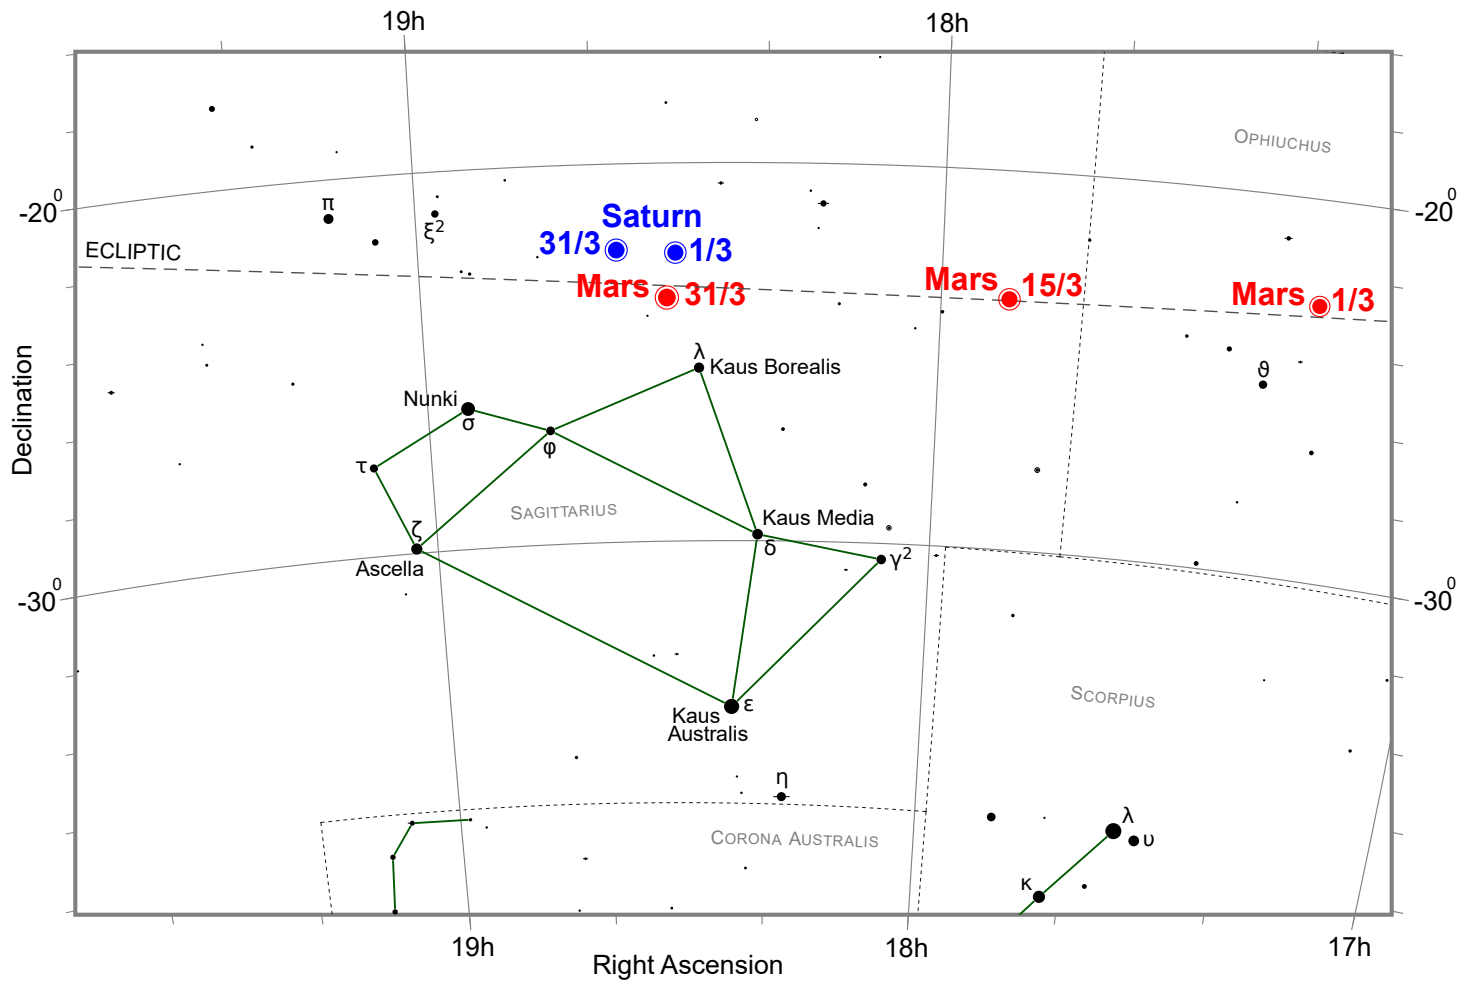 19h
18h
OPHIUCHUS
π
ξ2
-200
-200
Saturn
31/3
1/3
ECLIPTIC
Mars 31/3
Mars 15/3
Mars 1/3
λ
Kaus Borealis
ϑ
Nunki
σ
φ
τ
Declination
SAGITTARIUS
ζ
Ascella
Kaus Media
δ
γ2
-300
-300
SCORPIUS
Kaus
Australis
ε
η
CORONA AUSTRALIS
λ
υ
κ
19h
18h
17h
Right Ascension